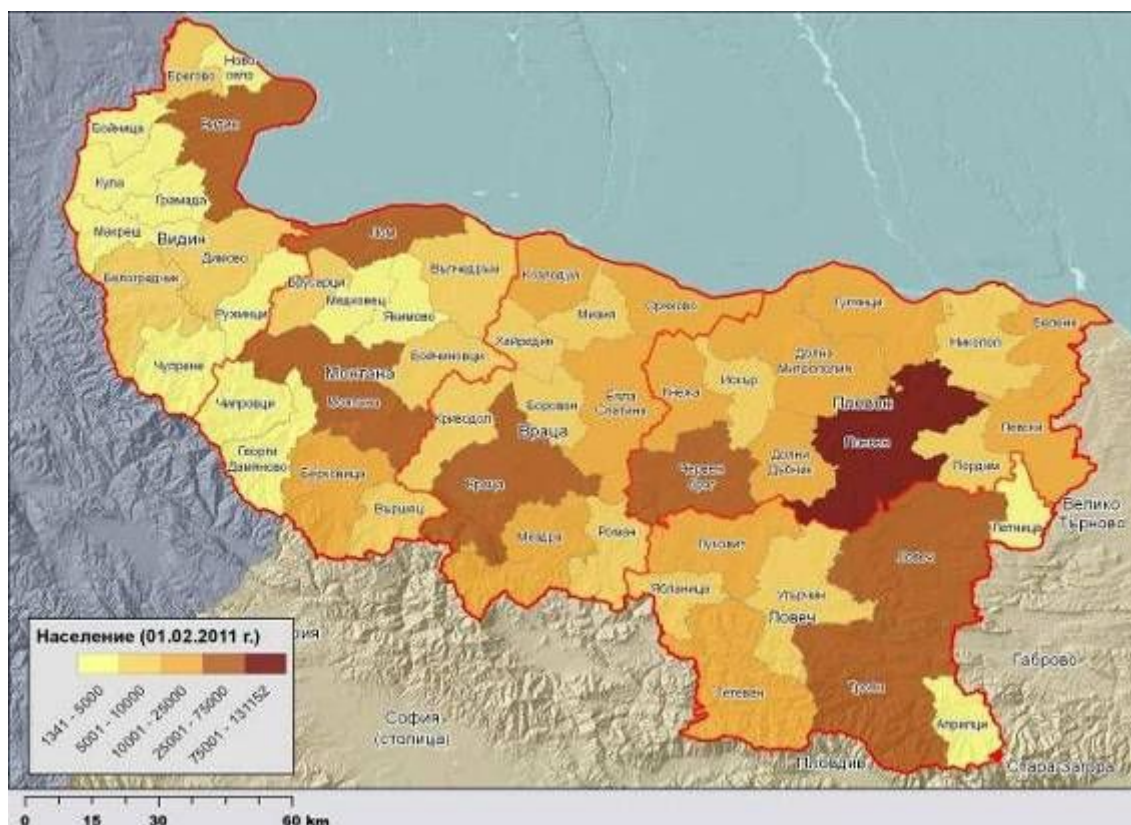 Ново
село
Брегово
Видин
Бойница
Кула
Грамада
Макреш
Видин
Лом
Димово
Белоградчик
Вълчедръм
Козлодуй
Брусарци
Медковец
Якимово
Мизия
Оряхово
Гулянци
Белене
Никопол
Ружинци
Чупрене
Хайредин
Бойчиновци
Монтана
Монтана
Долна
Митрополия
Искър
Кнежа
Чипровци
Криводол
Борован
Бяла
Слатина
Враца
Плевен
Плевен
Левски
Георги
Дамяново
Берковица
Враца
Червен
бряг
Долни
Дъбник
Пордим
Вършец
Мездра
Роман
Луковит
Ловеч
Летница
Велико
Търново
Ябланица
Угърчин
Ловеч
Население (01.02.2011 г.)
рия
1341 - 5000
5001 - 10000
10001 - 25000
25001 - 75000
75001 - 131152
Габрово
Тетевен
Троян
Априлци
София
(столица)
Пловдив
Стара Загора
0 15 30 60 km